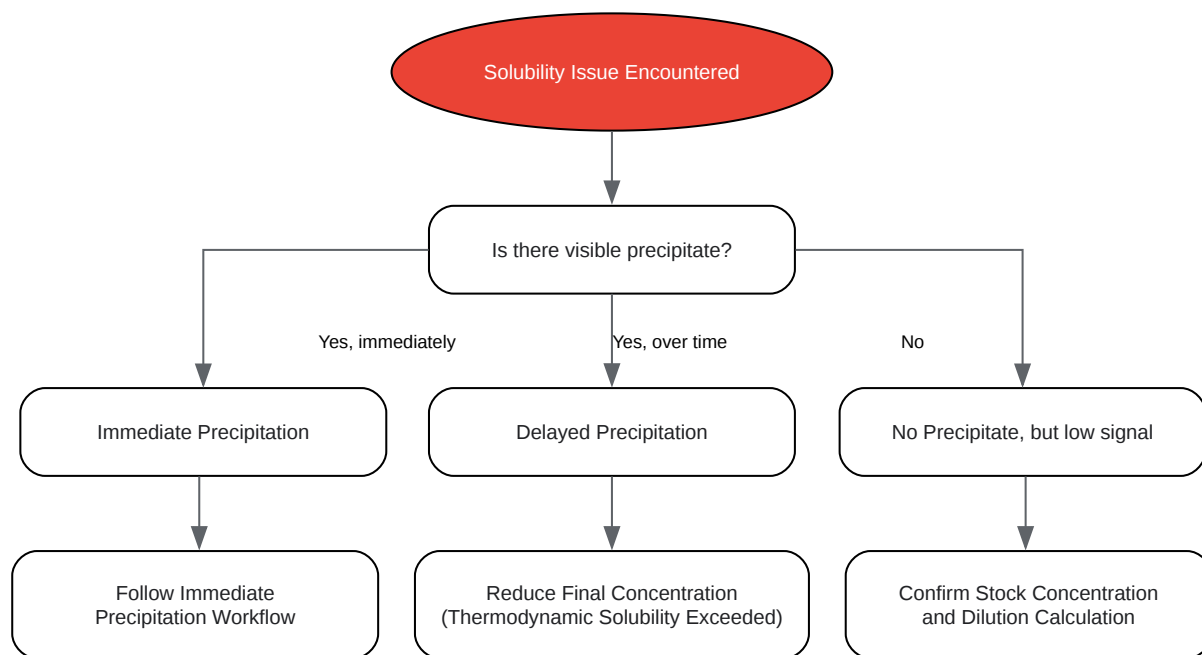 Solubility Issue Encountered
Is there visible precipitate?
Yes, immediately
Yes, over time
No
Immediate Precipitation
Delayed Precipitation
No Precipitate, but low signal
Follow Immediate
Precipitation Workflow
Reduce Final Concentration
(Thermodynamic Solubility Exceeded)
Confirm Stock Concentration
and Dilution Calculation